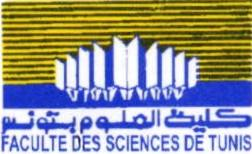 كلية العلوم بتونس
FACULTE DES SCIENCES DE TUNIS